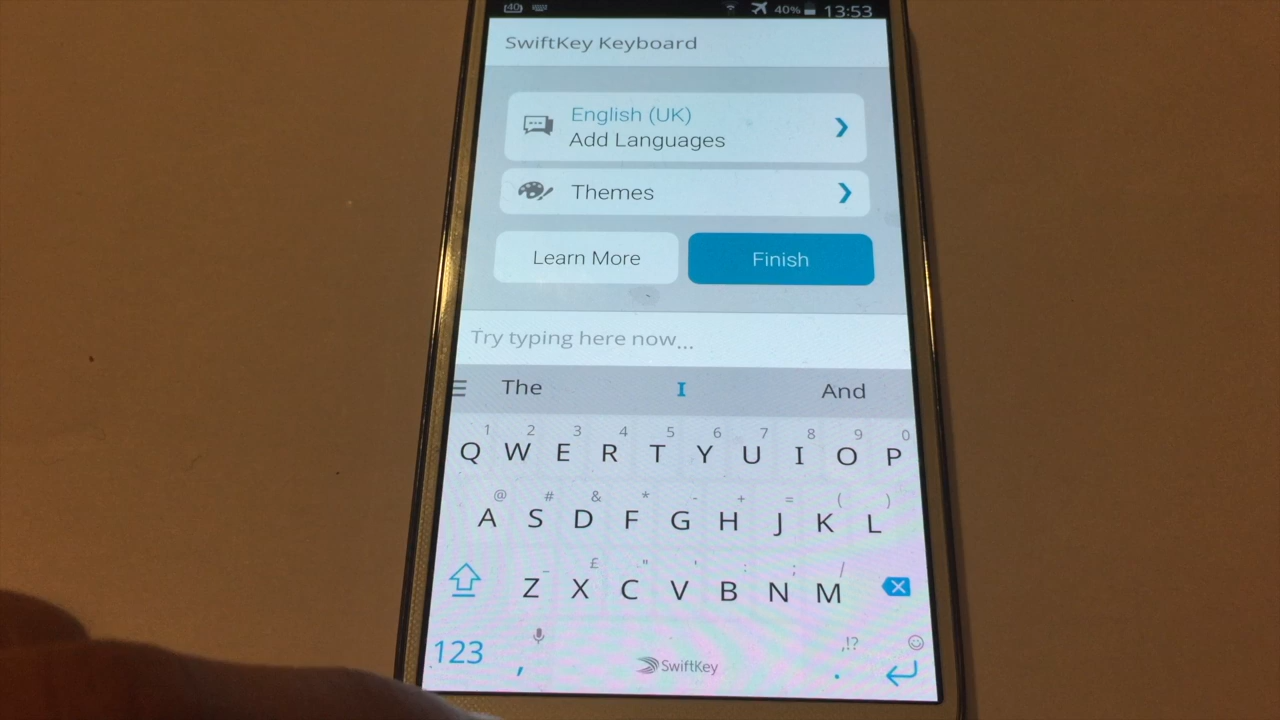 40 40% 13:53
SwiftKey Keyboard
English (UK)
Add Languages
Themes
Learn More Finish
Try typing here now...
The I And
1 2 3 4 5 6 7 8 9 0
Q W E R T Y U I O P
@ # & * - + = ( )
A S D F G H J K L
_ £ " ' : ; /
Z X C V B N M
,!?
123 , SwiftKey .